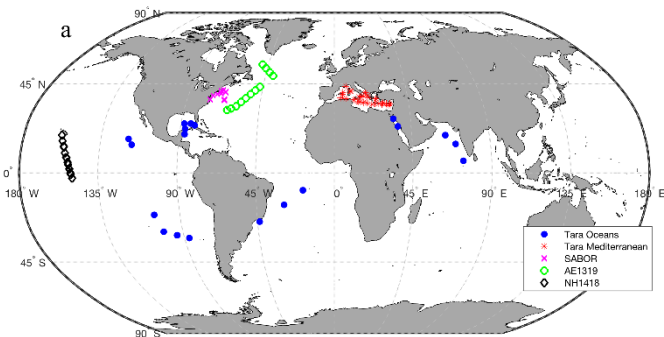 90° N
a
45° N
0°
180° W
135° W
90° W
45° W
0° E
45° E
90° E
135° E
180° E
45° S
90° S
Tara Oceans
Tara Mediterranean
SABOR
AE1319
NH1418